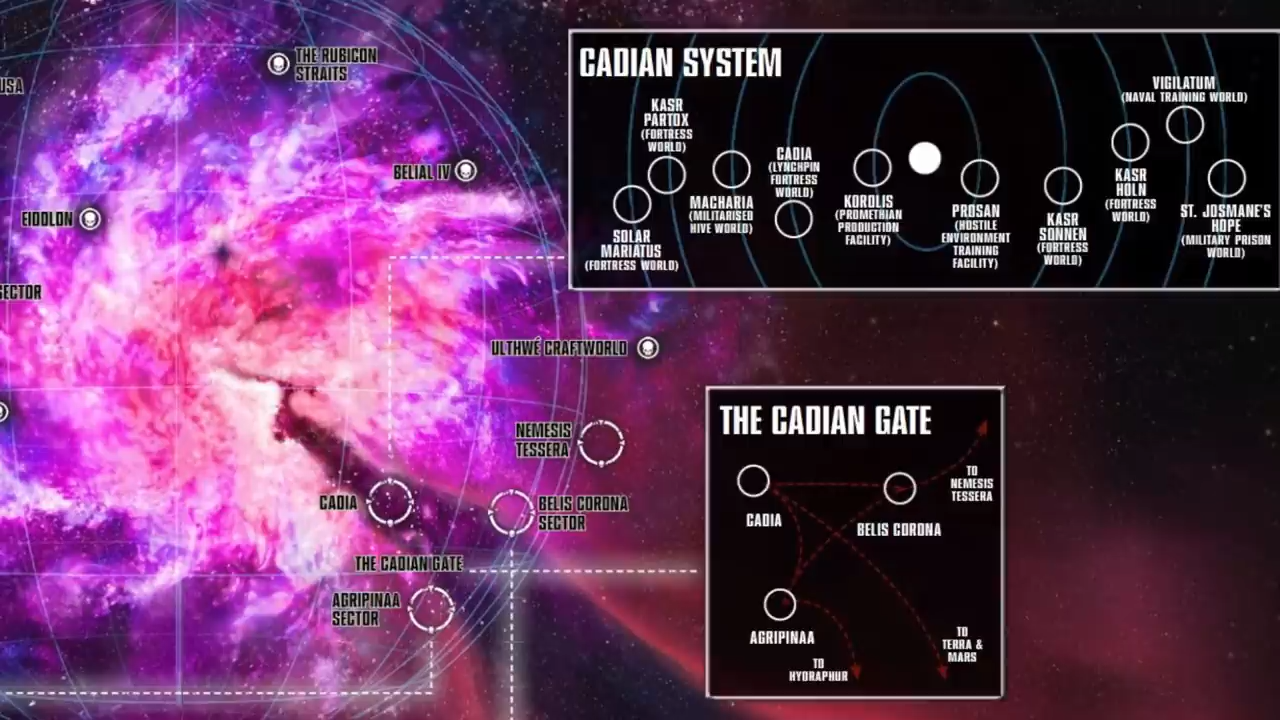 THE RUBICON
STRAITS
USA
BELIAL IV
EIDOLON
SECTOR
CADIAN SYSTEM
KASR
PARTOX
(FORTRESS
WORLD)
SOLAR
MARIATUS
(FORTRESS WORLD)
MACHARIA
(MILITARISED
HIVE WORLD)
CADIA
(LYNCHPIN
FORTRESS
WORLD)
KOROLIS
(PROMETHIAN
PRODUCTION
FACILITY)
PROSAN
(HOSTILE
ENVIRONMENT
TRAINING
FACILITY)
KASR
SONNEN
(FORTRESS
WORLD)
KASR
HOLN
(FORTRESS
WORLD)
VIGILATUM
(NAVAL TRAINING WORLD)
ST. JOSMANE'S
HOPE
(MILITARY PRISON
WORLD)
ULTHWÉ CRAFTWORLD
NEMESIS
TESSERA
CADIA
BELIS CORONA
SECTOR
THE CADIAN GATE
AGRIPINAA
SECTOR
THE CADIAN GATE
CADIA
BELIS CORONA
TO
NEMESIS
TESSERA
AGRIPINAA
TO
HYDRAPHUR
TO
TERRA &
MARS